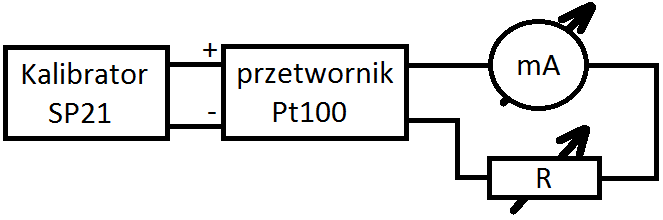 Kalibrator
SP21
+
-
przetwornik
Pt100
mA
R